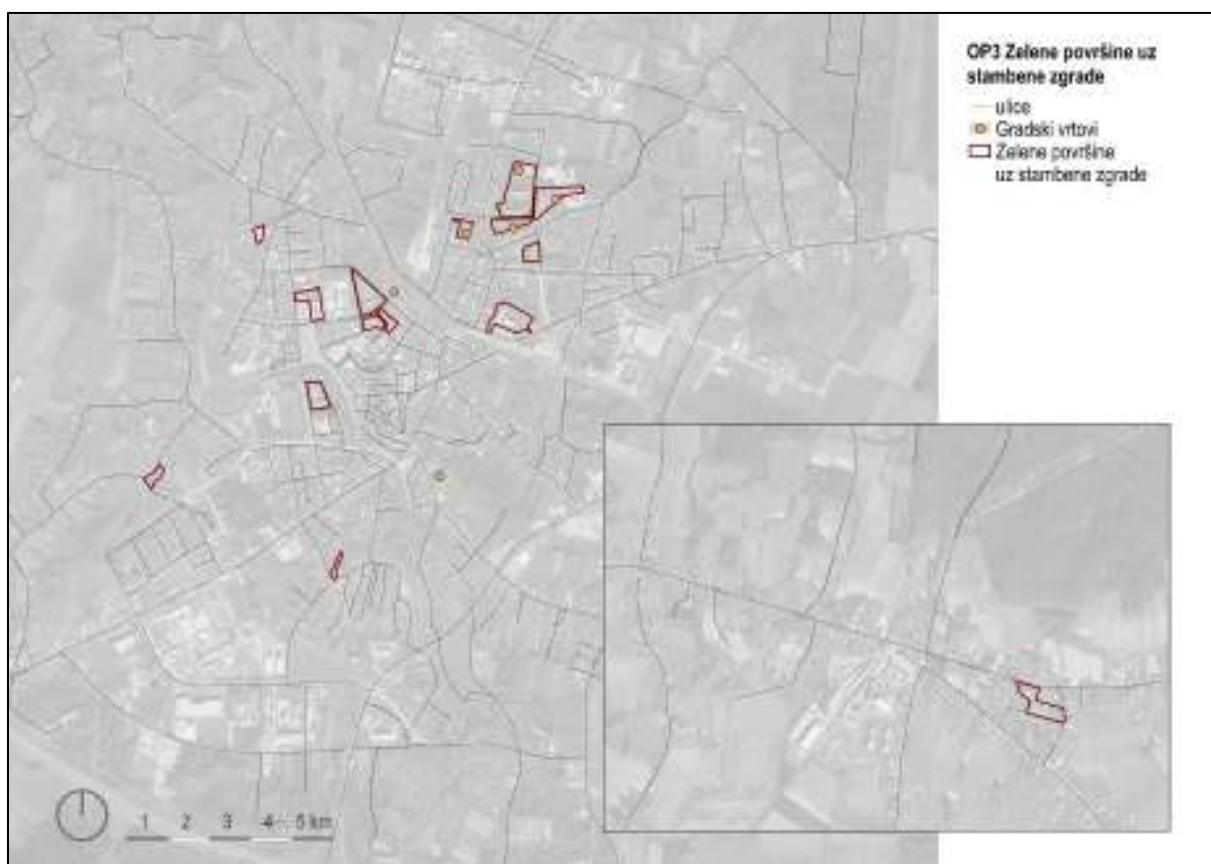 OP3 Zelene površine uz
stambene zgrade
ulice
Gradski vrtovi
Zelene površine
uz stambene zgrade
1 2 3 4 5 km